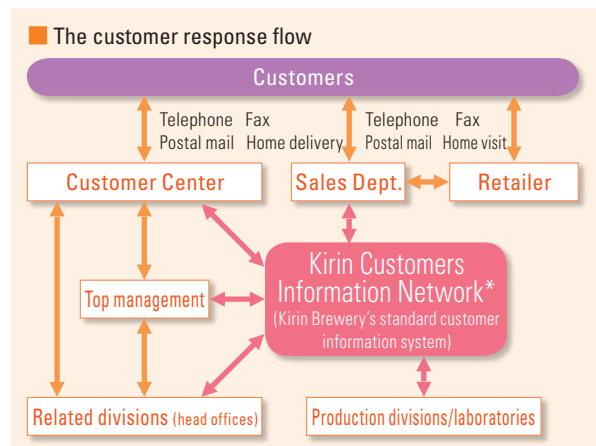 The customer response flow
Customers
Telephone Fax
Postal mail Home delivery
Telephone Fax
Postal mail Home visit
Customer Center
Sales Dept.
Retailer
Kirin Customers
Information Network*
(Kirin Brewery's standard customer
information system)
Top management
Related divisions (head offices)
Production divisions/laboratories